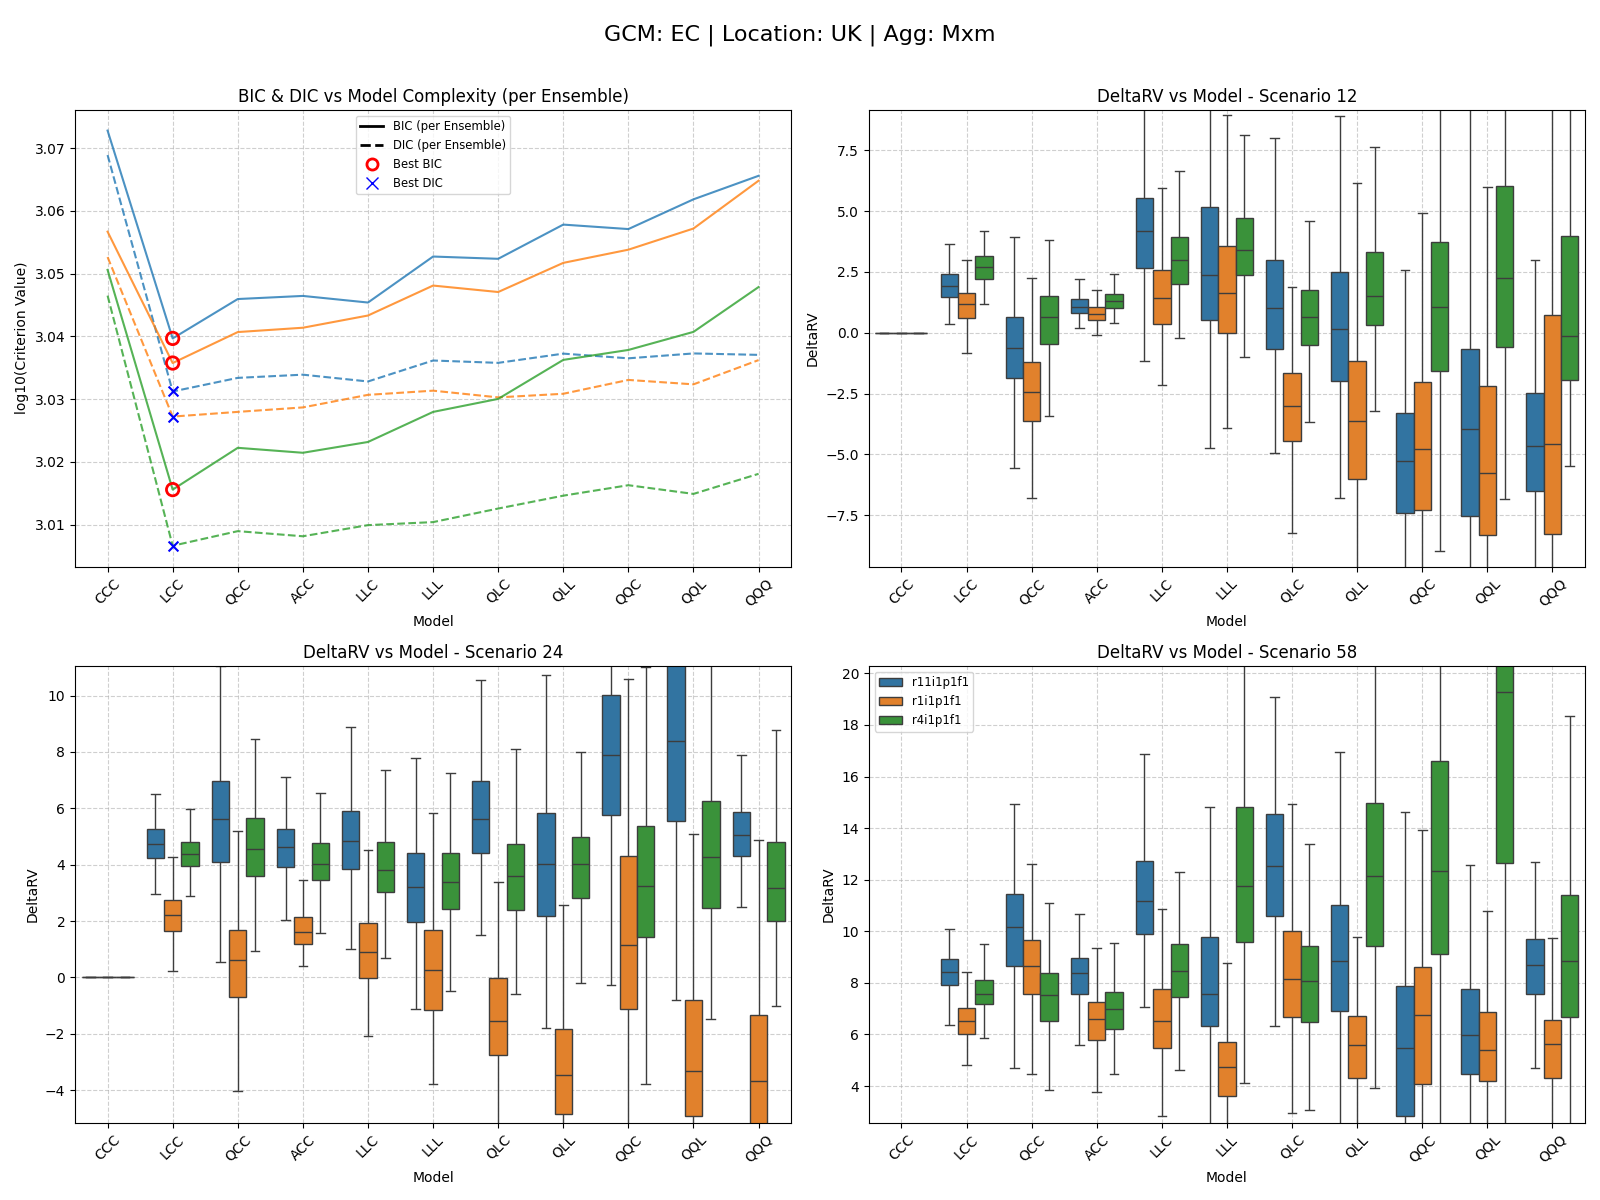 GCM: EC | Location: UK | Agg: Mxm
BIC & DIC vs Model Complexity (per Ensemble)
log10(Criterion Value)
3.07
3.06
3.05
3.04
3.03
3.02
3.01
BIC (per Ensemble)
DIC (per Ensemble)
Best BIC
Best DIC
CCC LCC QCC ACC LLC LLL QLC QLL QQC QQL QQQ
Model
DeltaRV vs Model - Scenario 12
DeltaRV
7.5
5.0
2.5
0.0
−2.5
−5.0
−7.5
CCC LCC QCC ACC LLC LLL QLC QLL QQC QQL QQQ
Model
DeltaRV vs Model - Scenario 24
DeltaRV
10
8
6
4
2
0
−2
−4
CCC LCC QCC ACC LLC LLL QLC QLL QQC QQL QQQ
Model
DeltaRV vs Model - Scenario 58
DeltaRV
20
18
16
14
12
10
8
6
4
r11i1p1f1
r1i1p1f1
r4i1p1f1
CCC LCC QCC ACC LLC LLL QLC QLL QQC QQL QQQ
Model